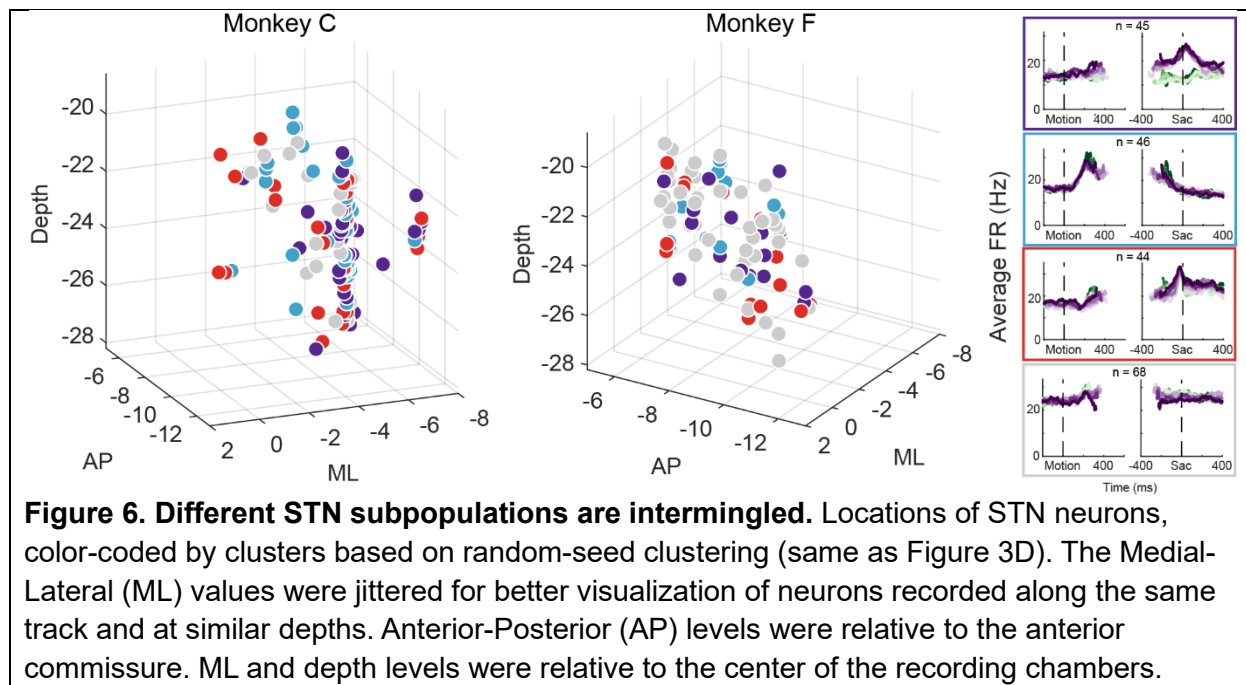 Monkey C
Monkey F
-20
-22
-24
-26
-28
Depth
-6
-8
-10
-12
AP
2
0
-2
-4
-6
-8
ML
-20
-22
-24
-26
-28
Depth
-6
-8
-10
-12
AP
2
0
-2
-4
-6
-8
ML
Average FR (Hz)
n = 45
20
0
Motion 400 -400 Sac 400
n = 46
20
0
Motion 400 -400 Sac 400
n = 44
20
0
Motion 400 -400 Sac 400
n = 68
20
0
Motion 400 -400 Sac 400
Time (ms)
Figure 6. Different STN subpopulations are intermingled. Locations of STN neurons,
color-coded by clusters based on random-seed clustering (same as Figure 3D). The Medial-
Lateral (ML) values were jittered for better visualization of neurons recorded along the same
track and at similar depths. Anterior-Posterior (AP) levels were relative to the anterior
commissure. ML and depth levels were relative to the center of the recording chambers.